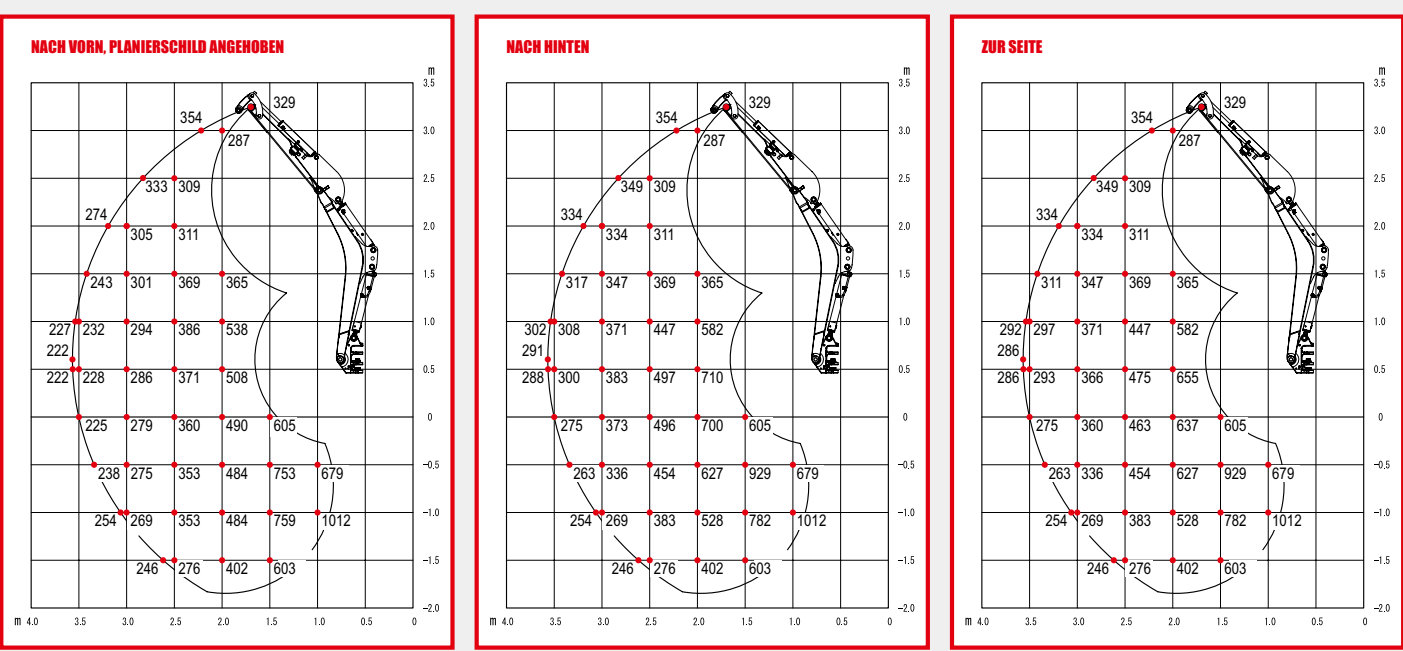 NACH VORN, PLANIERSCHILD ANGEHOBEN
m
3.5
329
354
287
3.0
333 309
2.5
274
305 311
2.0
243 301 369 365
1.5
227 232 294 386 538
1.0
222
222 228 286 371 508
0.5
225 279 360 490 605
0
238 275 353 484 753 679
−0.5
254 269 353 484 759 1012
−1.0
246 276 402 603
−1.5
−2.0
m 4.0 3.0 2.5 2.0 1.5 1.0 0.5 0
NACH HINTEN
m
3.5
329
354
287
3.0
349 309
2.5
334
334 311
2.0
317 347 369 365
1.5
302 308 371 447 582
1.0
291
288 300 383 497 710
0.5
275 373 496 700 605
0
263 336 454 627 929 679
−0.5
254 269 383 528 782 1012
−1.0
246 276 402 603
−1.5
−2.0
m 4.0 3.0 2.5 2.0 1.5 1.0 0.5 0
ZUR SEITE
m
3.5
329
354
287
3.0
349 309
2.5
334
334 311
2.0
311 347 369 365
1.5
292 297 371 447 582
1.0
286
286 293 366 475 655
0.5
275 360 463 637 605
0
263 336 454 627 929 679
−0.5
254 269 383 528 782 1012
−1.0
246 276 402 603
−1.5
−2.0
m 4.0 3.0 2.5 2.0 1.5 1.0 0.5 0